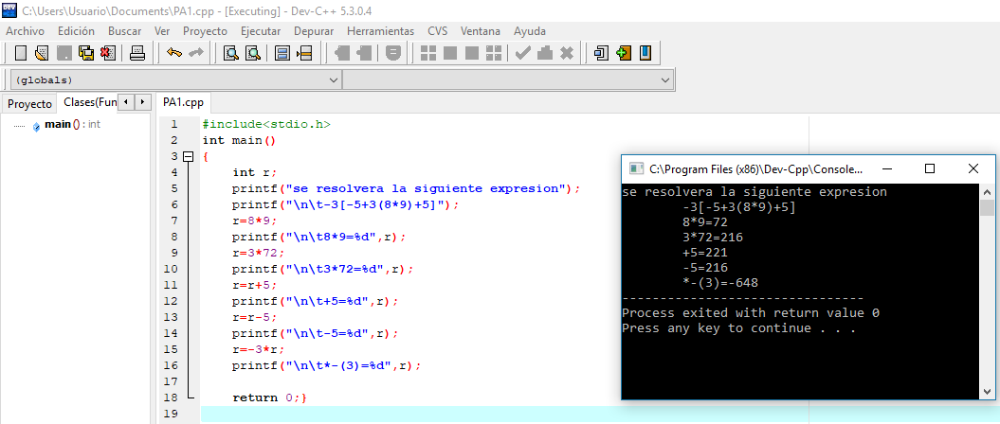 C:\Users\Usuario\Documents\PA1.cpp - [Executing] - Dev-C++ 5.3.0.4
Archivo Edición Buscar Ver Proyecto Ejecutar Depurar Herramientas CVS Ventana Ayuda
(globals)
Proyecto Clases(Fun PA1.cpp
main () : int
1 #include<stdio.h>
2 int main()
3 {
4 int r;
5 printf("se resolvera la siguiente expresion");
6 printf("\n\t-3[-5+3(8*9)+5]");
7 r=8*9;
8 printf("\n\t8*9=%d",r);
9 r=3*72;
10 printf("\n\t3*72=%d",r);
11 r=r+5;
12 printf("\n\t+5=%d",r);
13 r=r-5;
14 printf("\n\t-5=%d",r);
15 r=-3*r;
16 printf("\n\t*-(3)=%d",r);
17
18 return 0;}
19
C:\Program Files (x86)\Dev-Cpp\Console...
se resolvera la siguiente expresion
-3[-5+3(8*9)+5]
8*9=72
3*72=216
+5=221
-5=216
*-(3)=-648
--------------------------------
Process exited with return value 0
Press any key to continue . . .